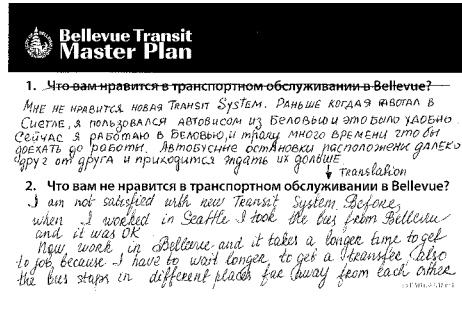 Bellevue Transit
Master Plan
1. Что вам нравится в транспортном обслуживании в Bellevue?
МНЕ НЕ НРАВИТСЯ НОВАЯ TRANSIT SYSTEM. РАНЬШЕ КОГДА Я РАБОТАЛ В
СИЕТЛЕ, Я ПОЛЬЗОВАЛСЯ АВТОБУСОМ ИЗ БЕЛОВЬЮ И ЭТО БЫЛО УДОБНО.
СЕЙЧАС Я РАБОТАЮ В БЕЛОВЬЮ, И ТРАЧУ МНОГО ВРЕМЕНИ ЧТО БЫ
ДОЕХАТЬ ДО РАБОТЫ. АВТОБУСНЫЕ ОСТАНОВКИ РАСПОЛОЖЕНЫ ДАЛЕКО
ДРУГ ОТ ДРУГА И ПРИХОДИТСЯ ЖДАТЬ ИХ ДОЛЬШЕ.
↓ translation
2. Что вам не нравится в транспортном обслуживании в Bellevue?
I am not satisfied with new Transit System. Before,
when I worked in Seattle I took the bus from Bellevue
and it was OK
Now, work in Bellevue and it takes a longer time to get
to job, because I have to wait longer to get a transfer, also
the bus stops in different places far away from each other